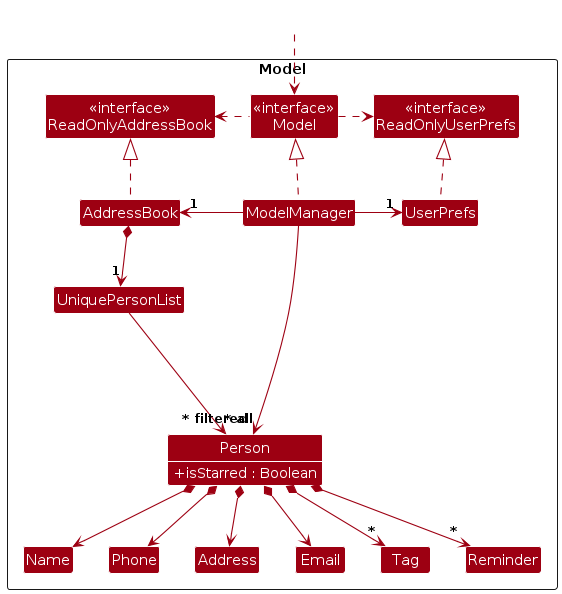 Model
«interface»
ReadOnlyAddressBook
«interface»
Model
«interface»
ReadOnlyUserPrefs
AddressBook
1
ModelManager
1
UserPrefs
1
UniquePersonList
* filtered
* all
Person
+isStarred : Boolean
*
*
Name
Phone
Address
Email
Tag
Reminder